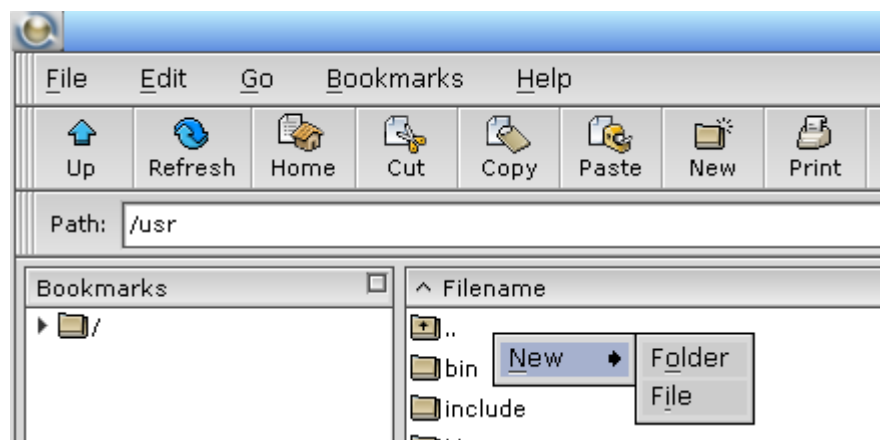 File Edit Go Bookmarks Help
Up Refresh Home Cut Copy Paste New Print
Path: /usr
Bookmarks
/
Filename
..
bin
include
New
Folder
File